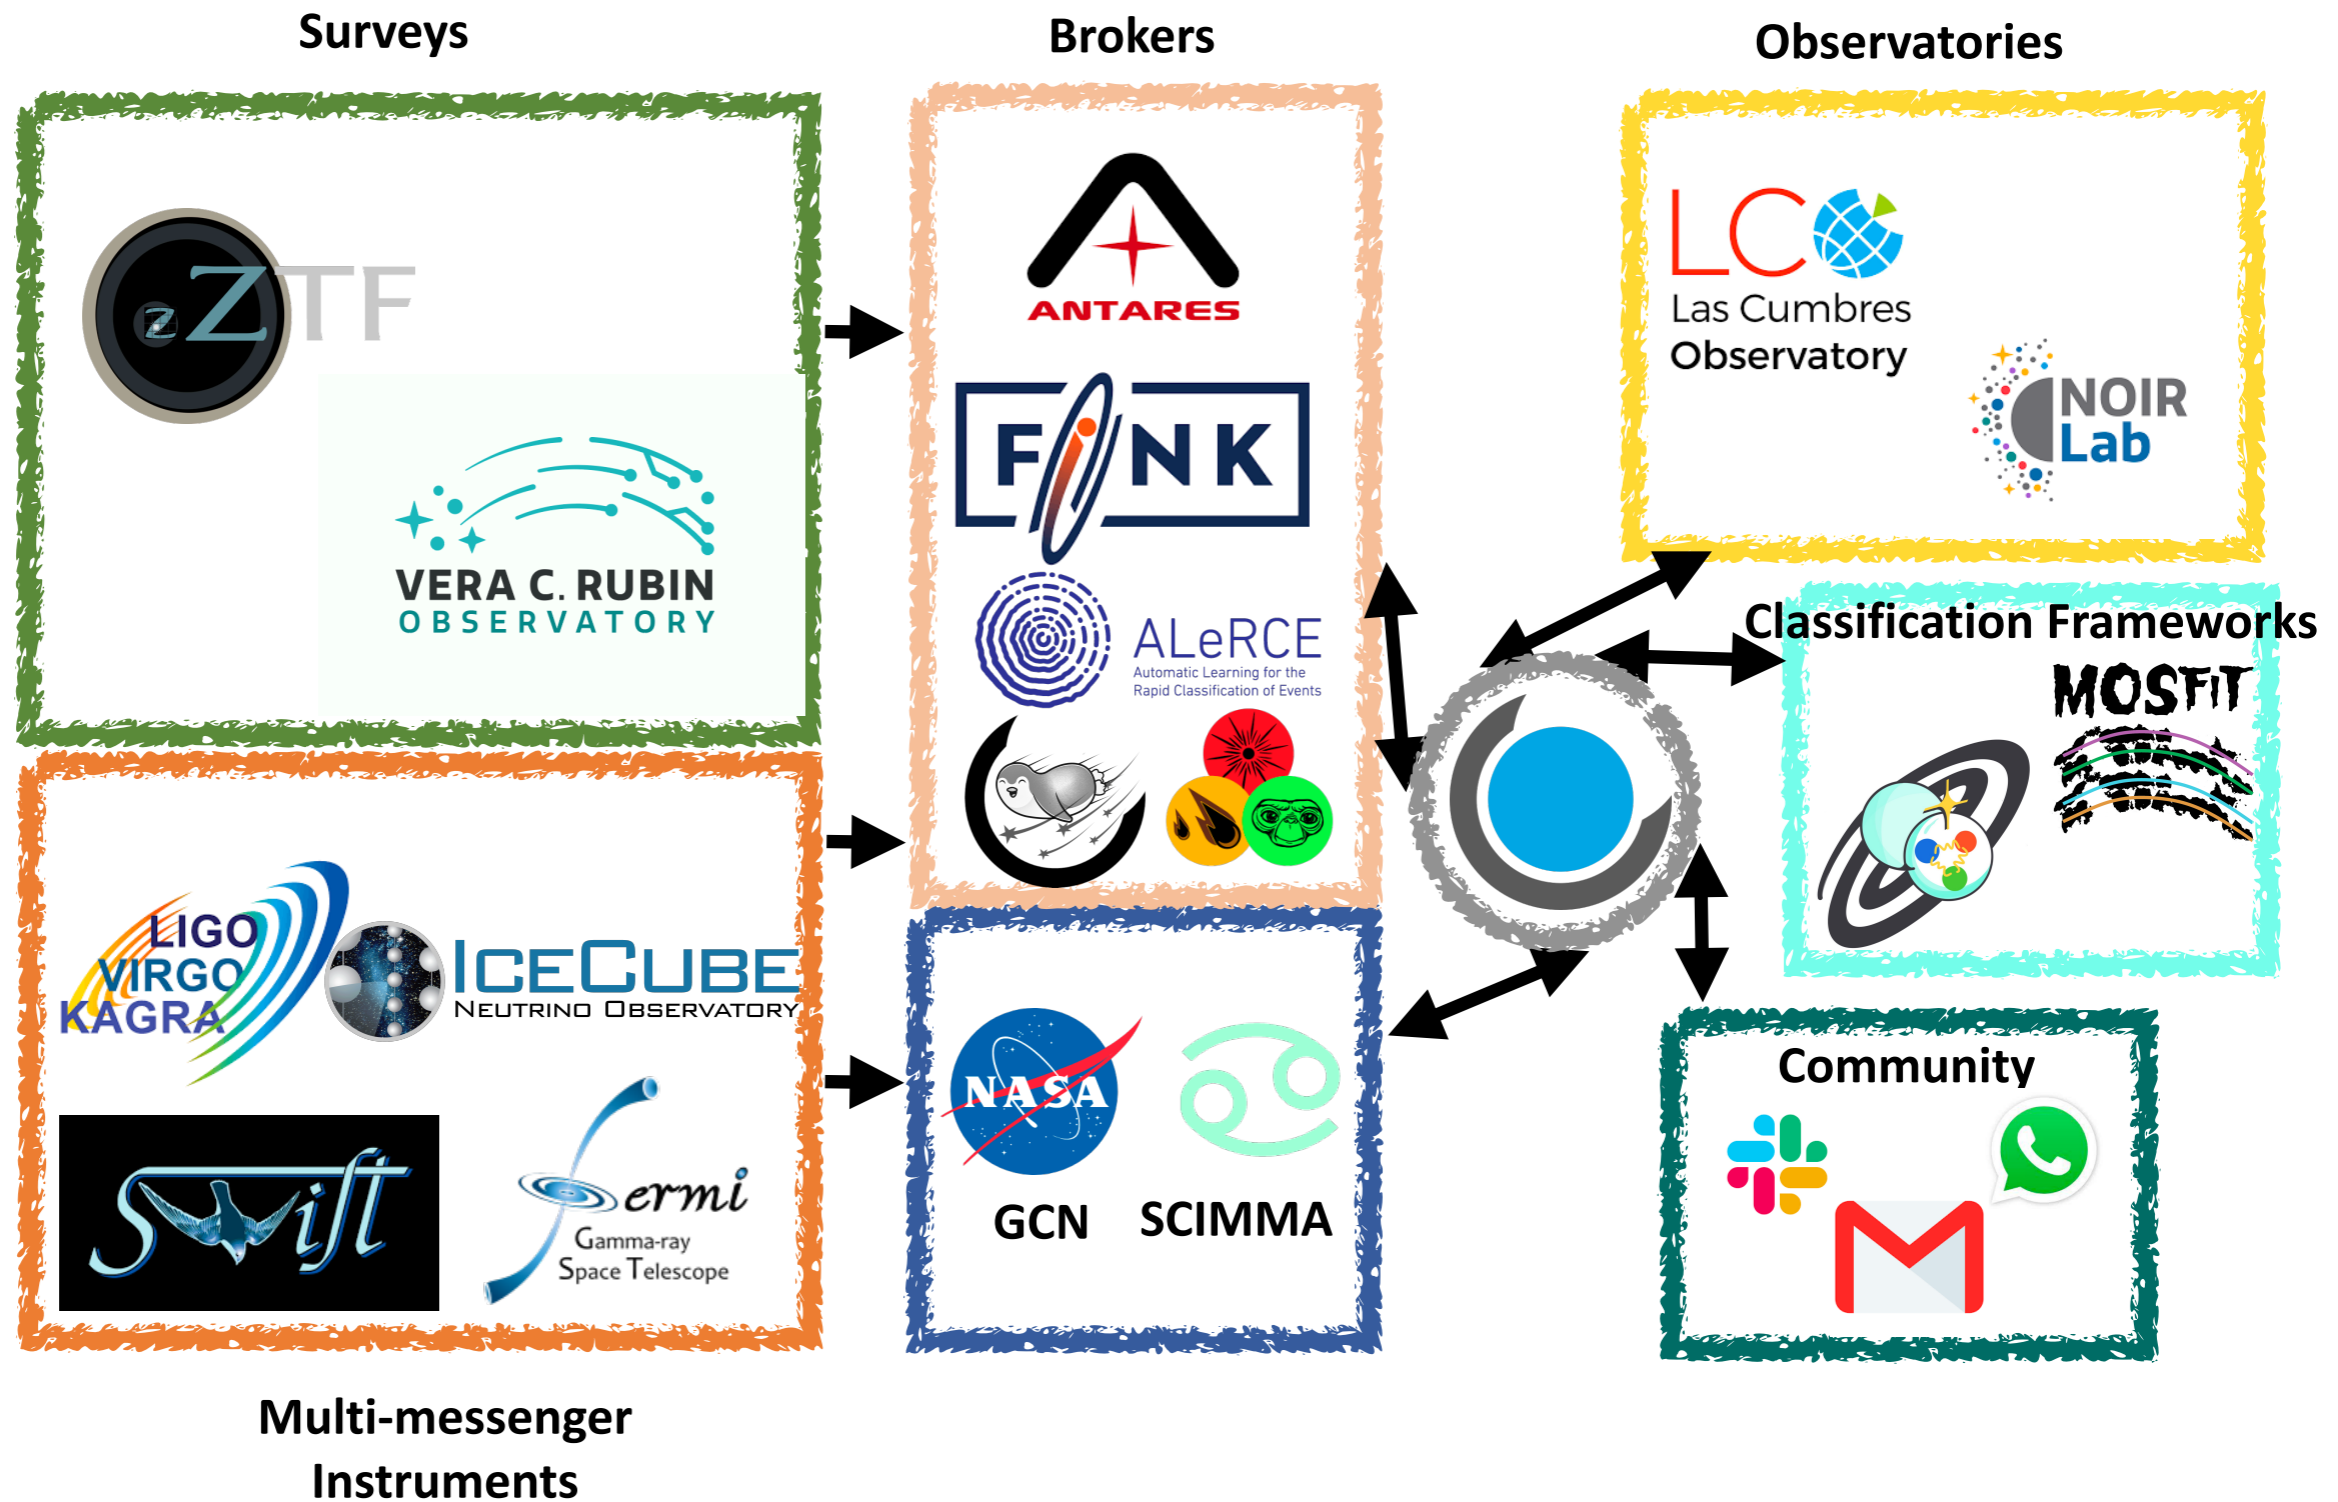 Surveys
Brokers
Observatories
zZTF
VERA C. RUBIN
OBSERVATORY
ANTARES
FINK
ALeRCE
Automatic Learning for the
Rapid Classification of Events
LCO
Las Cumbres
Observatory
NOIR
Lab
Classification Frameworks
MOSFiT
LIGO
VIRGO
KAGRA
ICECUBE
NEUTRINO OBSERVATORY
Swift
Fermi
Gamma-ray
Space Telescope
NASA
GCN
SCIMMA
Community
Multi-messenger
Instruments